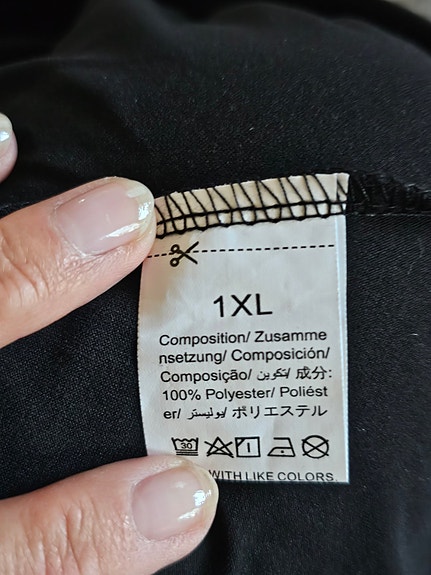 1XL
Composition/ Zusamme
nsetzung/ Composición/
Composição/ تكوين/ 成分:
100% Polyester/ Poliést
er/ بوليستر/ ポリエステル
30
WITH LIKE COLORS.